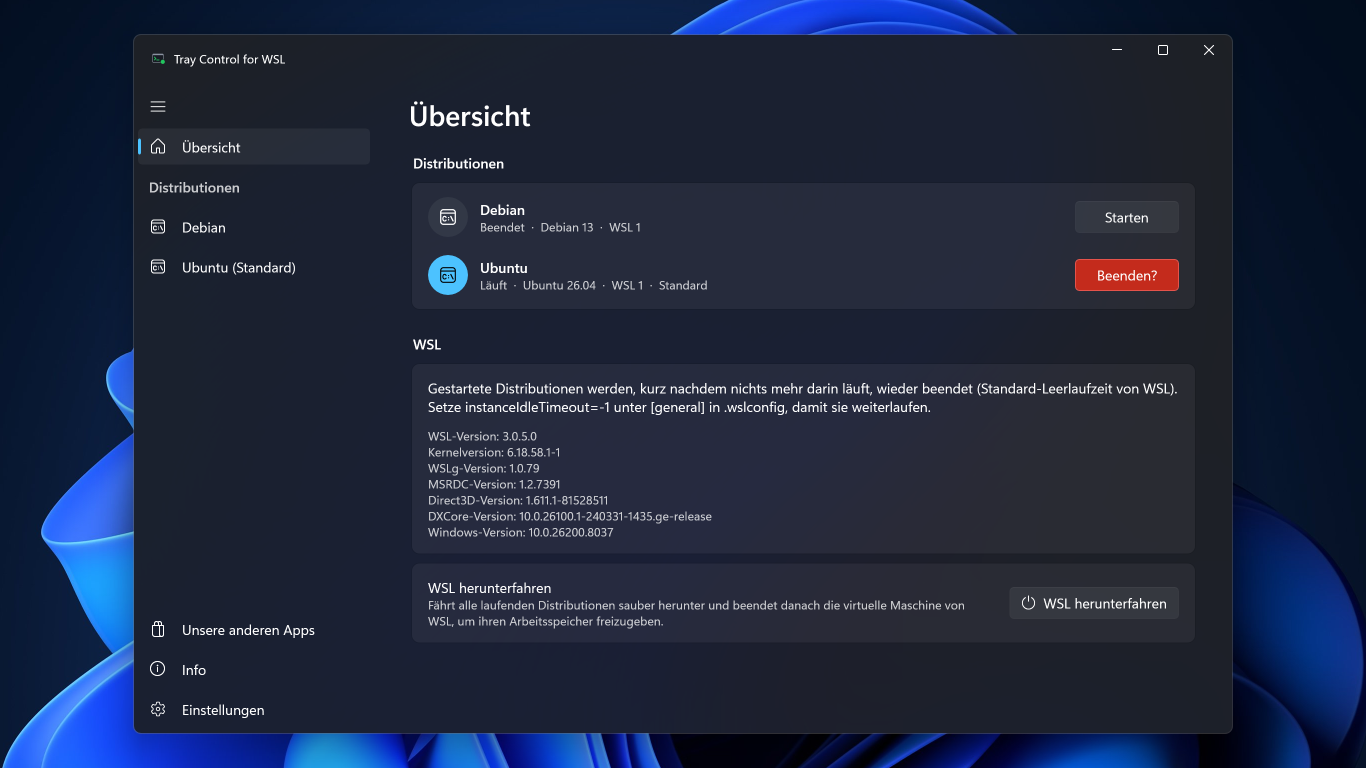 Tray Control for WSL
Übersicht
Distributionen
Debian
Ubuntu (Standard)
Unsere anderen Apps
Info
Einstellungen
Übersicht
Distributionen
Debian
Beendet · Debian 13 · WSL 1
Starten
Ubuntu
Läuft · Ubuntu 26.04 · WSL 1 · Standard
Beenden?
WSL
Gestartete Distributionen werden, kurz nachdem nichts mehr darin läuft, wieder beendet (Standard-Leerlaufzeit von WSL).
Setze instanceIdleTimeout=-1 unter [general] in .wslconfig, damit sie weiterlaufen.
WSL-Version: 3.0.5.0
Kernelversion: 6.18.58.1-1
WSLg-Version: 1.0.79
MSRDC-Version: 1.2.7391
Direct3D-Version: 1.611.1-81528511
DXCore-Version: 10.0.26100.1-240331-1435.ge-release
Windows-Version: 10.0.26200.8037
WSL herunterfahren
Fährt alle laufenden Distributionen sauber herunter und beendet danach die virtuelle Maschine von
WSL, um ihren Arbeitsspeicher freizugeben.
WSL herunterfahren